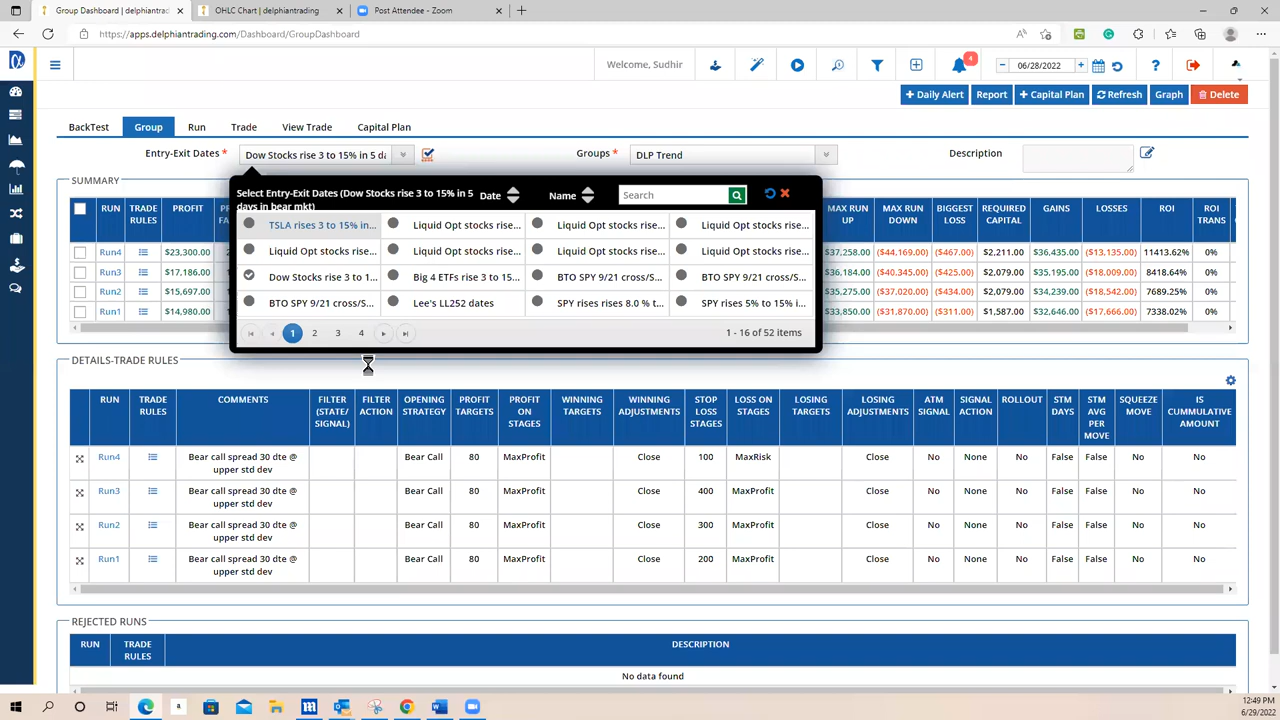 Group Dashboard | delphiantrading
OHLC Chart | delphiantrading.com
Post Attendee - Zoom
https://apps.delphiantrading.com/Dashboard/GroupDashboard
Welcome, Sudhir
4
06/28/2022
+ Daily Alert
Report
+ Capital Plan
Refresh
Graph
Delete
BackTest
Group
Run
Trade
View Trade
Capital Plan
Entry-Exit Dates *
Dow Stocks rise 3 to 15% in 5 da
Groups *
DLP Trend
Description
SUMMARY
Select Entry-Exit Dates (Dow Stocks rise 3 to 15% in 5 days in bear mkt)
Date
Name
Search
TSLA rises 3 to 15% in...
Liquid Opt stocks rise...
Liquid Opt stocks rise...
Liquid Opt stocks rise...
Liquid Opt stocks rise...
Liquid Opt stocks rise...
Liquid Opt stocks rise...
Liquid Opt stocks rise...
Dow Stocks rise 3 to 1...
Big 4 ETFs rise 3 to 15...
BTO SPY 9/21 cross/S...
BTO SPY 9/21 cross/S...
BTO SPY 9/21 cross/S...
Lee's LL252 dates
SPY rises rises 8.0 % t...
SPY rises 5% to 15% i...
1 2 3 4
1 - 16 of 52 items
RUN TRADE RULES PROFIT MAX RUN UP MAX RUN DOWN BIGGEST LOSS REQUIRED CAPITAL GAINS LOSSES ROI ROI TRANS
Run4 $23,300.00 $37,258.00 ($44,169.00) ($467.00) $2,211.00 $36,435.00 ($13,135.00) 11413.62% 0%
Run3 $17,186.00 $36,184.00 ($40,345.00) ($425.00) $2,079.00 $35,195.00 ($18,009.00) 8418.64% 0%
Run2 $15,697.00 $35,275.00 ($37,020.00) ($434.00) $2,079.00 $34,239.00 ($18,542.00) 7689.25% 0%
Run1 $14,980.00 $33,850.00 ($31,870.00) ($311.00) $1,587.00 $32,646.00 ($17,666.00) 7338.02% 0%
DETAILS-TRADE RULES
RUN TRADE RULES COMMENTS FILTER (STATE/ SIGNAL) FILTER ACTION OPENING STRATEGY PROFIT TARGETS PROFIT ON STAGES WINNING TARGETS WINNING ADJUSTMENTS STOP LOSS STAGES LOSS ON STAGES LOSING TARGETS LOSING ADJUSTMENTS ATM SIGNAL SIGNAL ACTION ROLLOUT STM DAYS STM AVG PER MOVE SQUEEZE MOVE IS CUMMULATIVE AMOUNT
Run4 Bear call spread 30 dte @ upper std dev Bear Call 80 MaxProfit Close 100 MaxRisk Close No None No False False No No
Run3 Bear call spread 30 dte @ upper std dev Bear Call 80 MaxProfit Close 400 MaxProfit Close No None No False False No No
Run2 Bear call spread 30 dte @ upper std dev Bear Call 80 MaxProfit Close 300 MaxProfit Close No None No False False No No
Run1 Bear call spread 30 dte @ upper std dev Bear Call 80 MaxProfit Close 200 MaxProfit Close No None No False False No No
REJECTED RUNS
RUN TRADE RULES DESCRIPTION
No data found
12:49 PM
6/29/2022